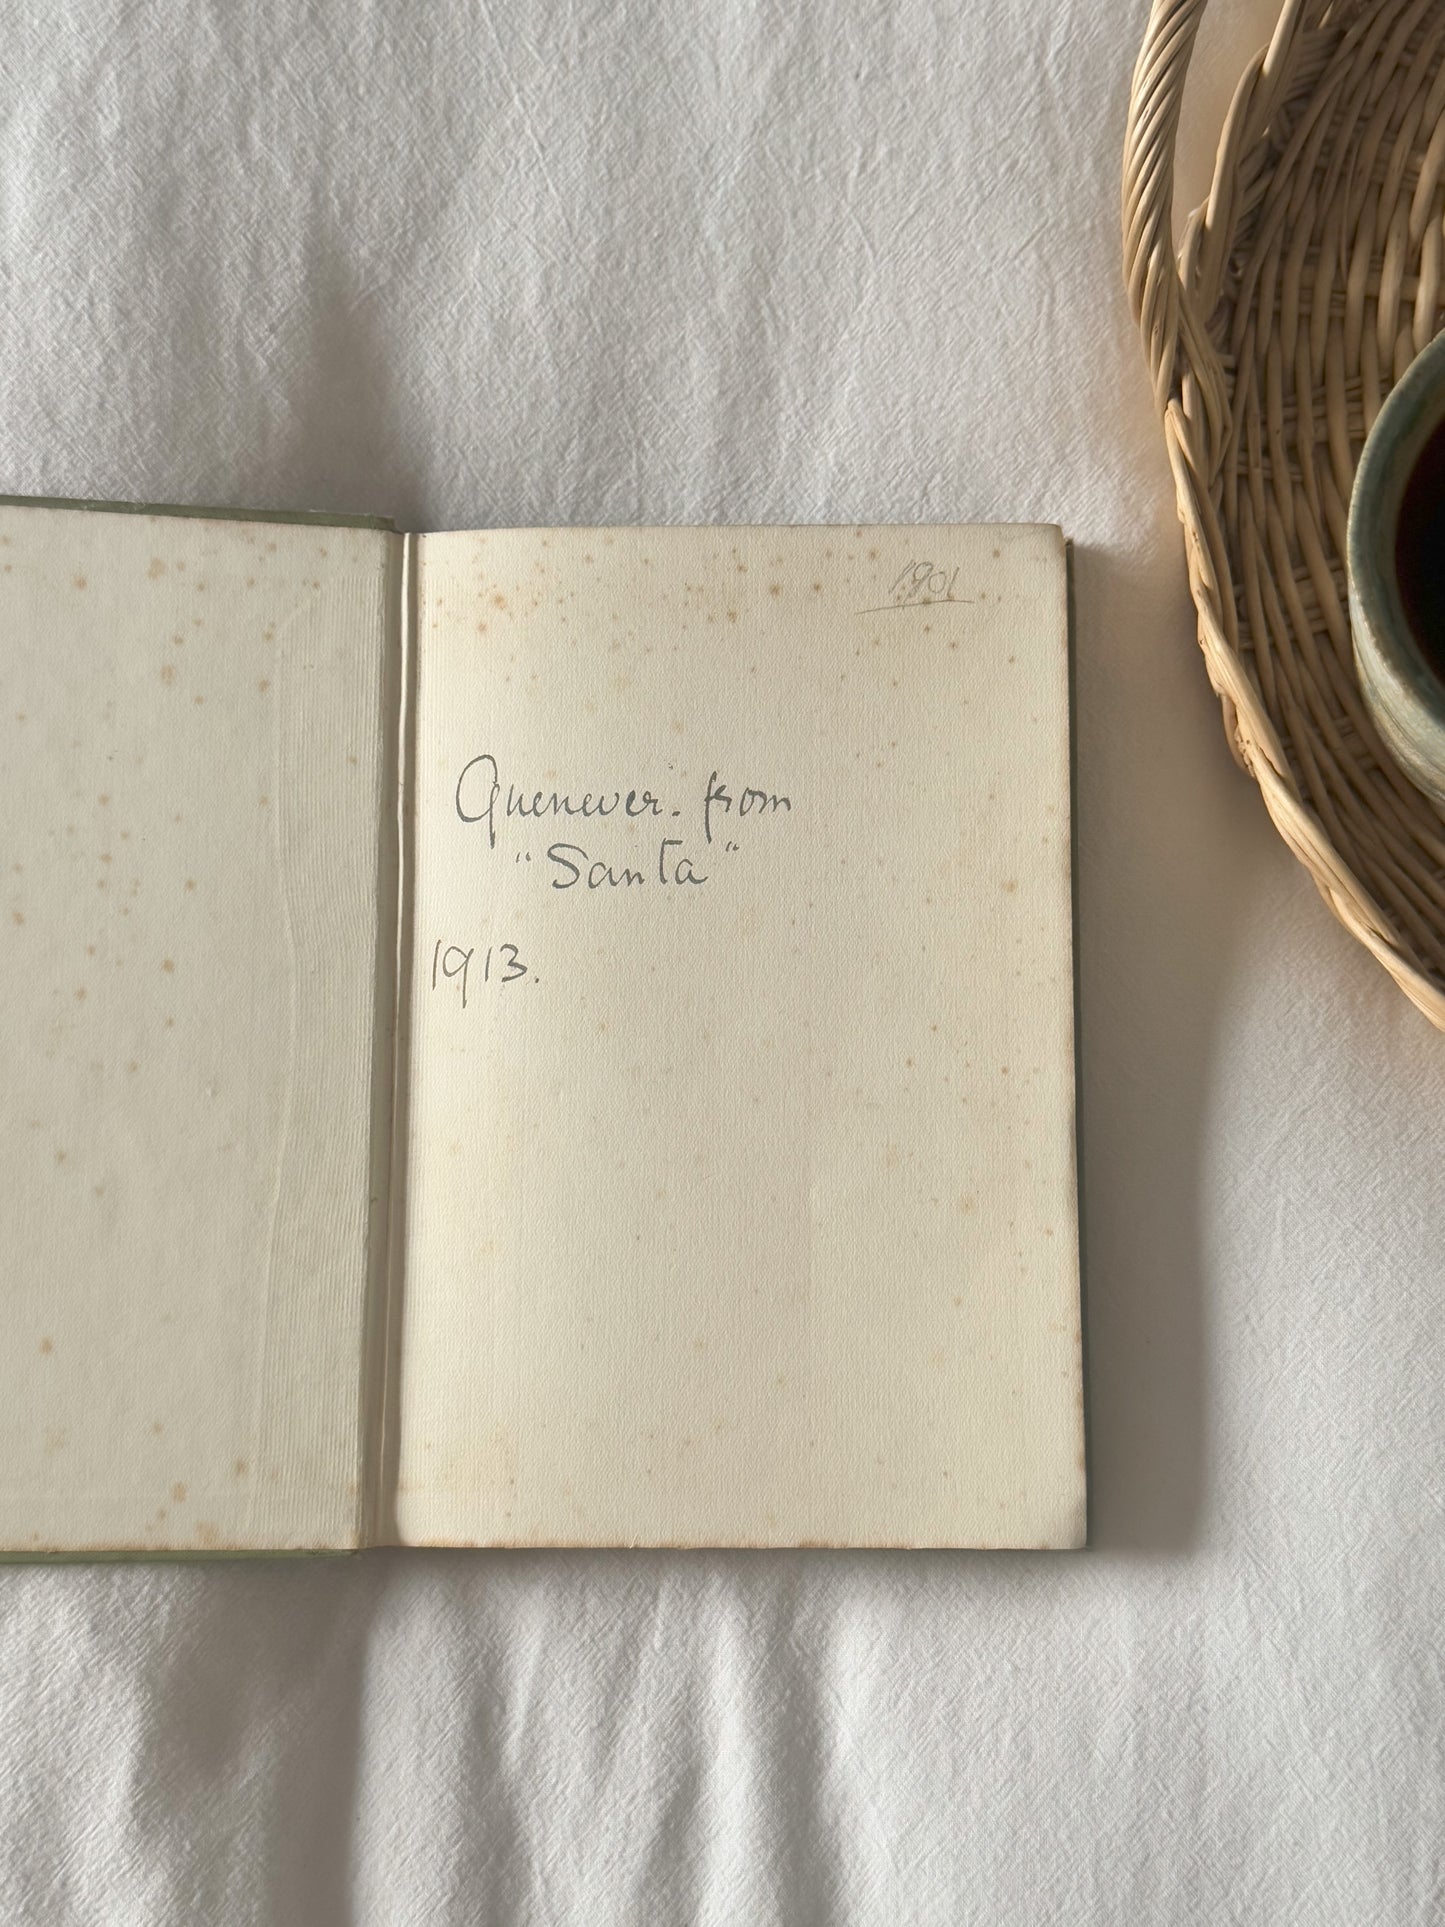 1901
Guenever. from
"Santa"
1913.